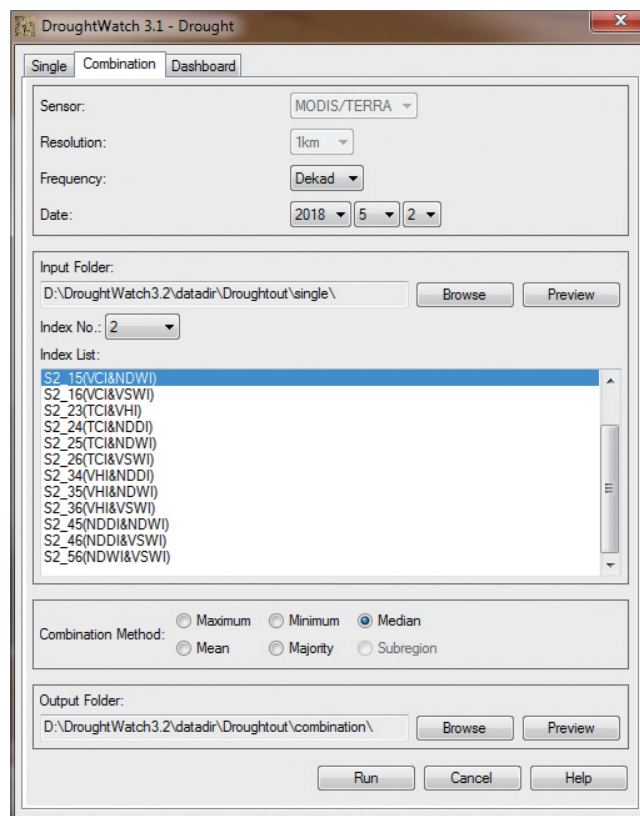 DroughtWatch 3.1 - Drought
Single Combination Dashboard
Sensor: MODIS/TERRA
Resolution: 1km
Frequency: Dekad
Date: 2018 5 2
Input Folder:
D:\DroughtWatch3.2\datadir\Droughtout\single\ Browse Preview
Index No.: 2
Index List:
S2_15(VCI&NDWI)
S2_16(VCI&VSWI)
S2_23(TCI&VHI)
S2_24(TCI&NDDI)
S2_25(TCI&NDWI)
S2_26(TCI&VSWI)
S2_34(VHI&NDDI)
S2_35(VHI&NDWI)
S2_36(VHI&VSWI)
S2_45(NDDI&NDWI)
S2_46(NDDI&VSWI)
S2_56(NDWI&VSWI)
Combination Method: Maximum Minimum Median
Mean Majority Subregion
Output Folder:
D:\DroughtWatch3.2\datadir\Droughtout\combination\ Browse Preview
Run Cancel Help